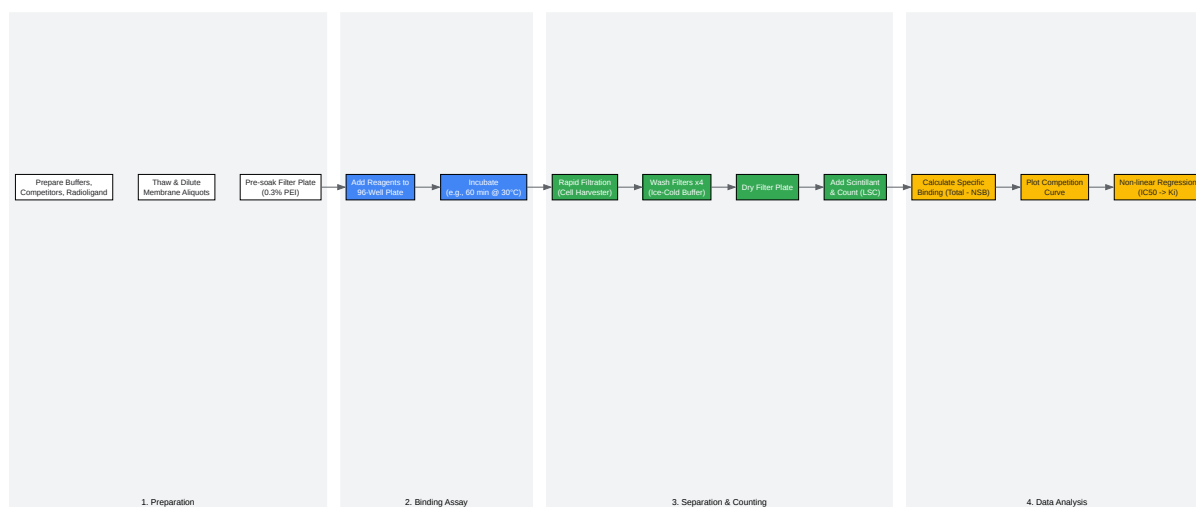 Prepare Buffers,
Competitors, Radioligand
Thaw & Dilute
Membrane Aliquots
Pre-soak Filter Plate
(0.3% PEI)
Add Reagents to
96-Well Plate
Incubate
(e.g., 60 min @ 30°C)
Rapid Filtration
(Cell Harvester)
Wash Filters x4
(Ice-Cold Buffer)
Dry Filter Plate
Add Scintillant
& Count (LSC)
Calculate Specific
Binding (Total - NSB)
Plot Competition
Curve
Non-linear Regression
(IC50 -> Ki)
1. Preparation
2. Binding Assay
3. Separation & Counting
4. Data Analysis